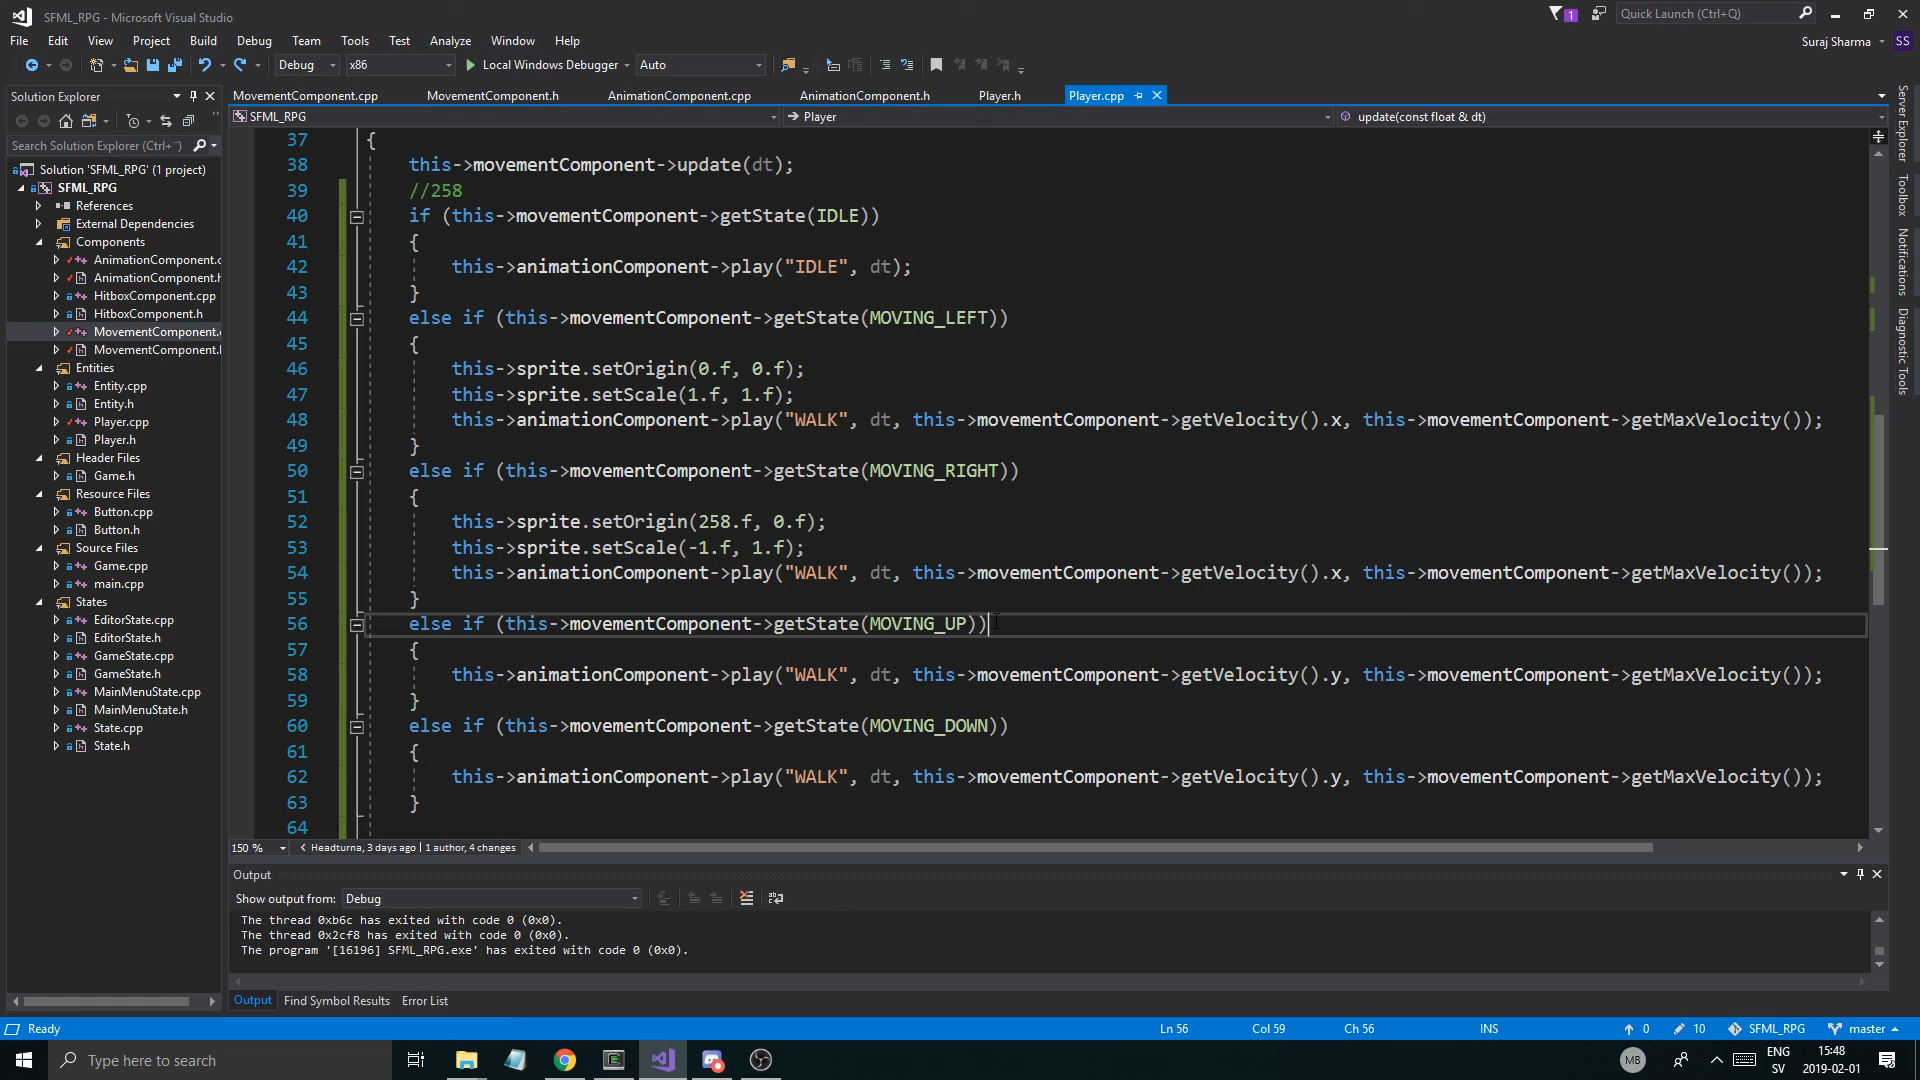 SFML_RPG - Microsoft Visual Studio
1
Quick Launch (Ctrl+Q)
File Edit View Project Build Debug Team Tools Test Analyze Window Help
Suraj Sharma SS
Debug x86 Local Windows Debugger Auto
Solution Explorer
MovementComponent.cpp MovementComponent.h AnimationComponent.cpp AnimationComponent.h Player.h Player.cpp
SFML_RPG Player update(const float & dt)
Search Solution Explorer (Ctrl+¨)
Solution 'SFML_RPG' (1 project)
SFML_RPG
References
External Dependencies
Components
AnimationComponent.c
AnimationComponent.h
HitboxComponent.cpp
HitboxComponent.h
MovementComponent.c
MovementComponent.h
Entities
Entity.cpp
Entity.h
Player.cpp
Player.h
Header Files
Game.h
Resource Files
Button.cpp
Button.h
Source Files
Game.cpp
main.cpp
States
EditorState.cpp
EditorState.h
GameState.cpp
GameState.h
MainMenuState.cpp
MainMenuState.h
State.cpp
State.h
37 {
38 this->movementComponent->update(dt);
39 //258
40 if (this->movementComponent->getState(IDLE))
41 {
42 this->animationComponent->play("IDLE", dt);
43 }
44 else if (this->movementComponent->getState(MOVING_LEFT))
45 {
46 this->sprite.setOrigin(0.f, 0.f);
47 this->sprite.setScale(1.f, 1.f);
48 this->animationComponent->play("WALK", dt, this->movementComponent->getVelocity().x, this->movementComponent->getMaxVelocity());
49 }
50 else if (this->movementComponent->getState(MOVING_RIGHT))
51 {
52 this->sprite.setOrigin(258.f, 0.f);
53 this->sprite.setScale(-1.f, 1.f);
54 this->animationComponent->play("WALK", dt, this->movementComponent->getVelocity().x, this->movementComponent->getMaxVelocity());
55 }
56 else if (this->movementComponent->getState(MOVING_UP))
57 {
58 this->animationComponent->play("WALK", dt, this->movementComponent->getVelocity().y, this->movementComponent->getMaxVelocity());
59 }
60 else if (this->movementComponent->getState(MOVING_DOWN))
61 {
62 this->animationComponent->play("WALK", dt, this->movementComponent->getVelocity().y, this->movementComponent->getMaxVelocity());
63 }
64
150 % Headturna, 3 days ago | 1 author, 4 changes
Server Explorer
Toolbox
Notifications
Diagnostic Tools
Output
Show output from: Debug
The thread 0xb6c has exited with code 0 (0x0).
The thread 0x2cf8 has exited with code 0 (0x0).
The program '[16196] SFML_RPG.exe' has exited with code 0 (0x0).
Output Find Symbol Results Error List
Ready Ln 56 Col 59 Ch 56 INS 0 10 SFML_RPG master
Type here to search
MB
ENG
SV
15:48
2019-02-01